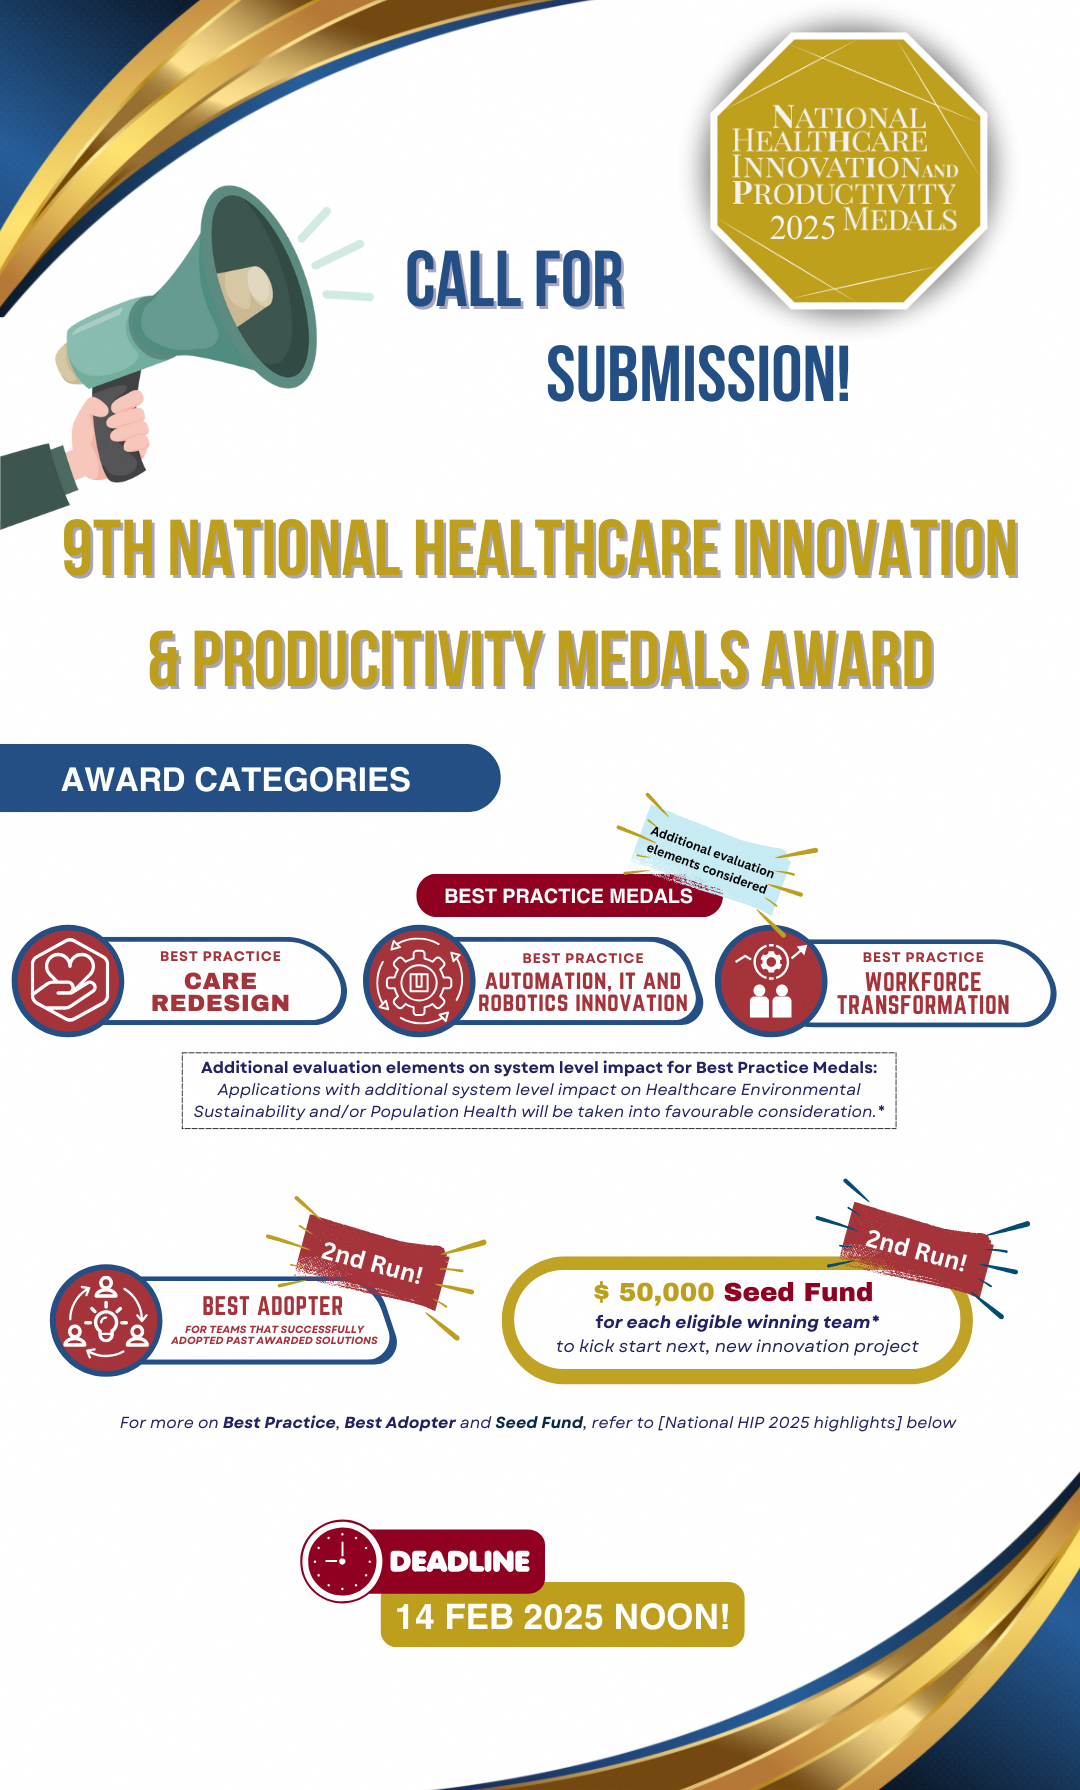 NATIONAL
HEALTHCARE
INNOVATION AND
PRODUCTIVITY
2025 MEDALS
CALL FOR
SUBMISSION!
9TH NATIONAL HEALTHCARE INNOVATION
& PRODUCITIVITY MEDALS AWARD
AWARD CATEGORIES
Additional evaluation
elements considered
BEST PRACTICE MEDALS
BEST PRACTICE
CARE
REDESIGN
BEST PRACTICE
AUTOMATION, IT AND
ROBOTICS INNOVATION
BEST PRACTICE
WORKFORCE
TRANSFORMATION
Additional evaluation elements on system level impact for Best Practice Medals:
Applications with additional system level impact on Healthcare Environmental
Sustainability and/or Population Health will be taken into favourable consideration.*
2nd Run!
BEST ADOPTER
FOR TEAMS THAT SUCCESSFULLY
ADOPTED PAST AWARDED SOLUTIONS
2nd Run!
$ 50,000 Seed Fund
for each eligible winning team*
to kick start next, new innovation project
For more on Best Practice, Best Adopter and Seed Fund, refer to [National HIP 2025 highlights] below
DEADLINE
14 FEB 2025 NOON!